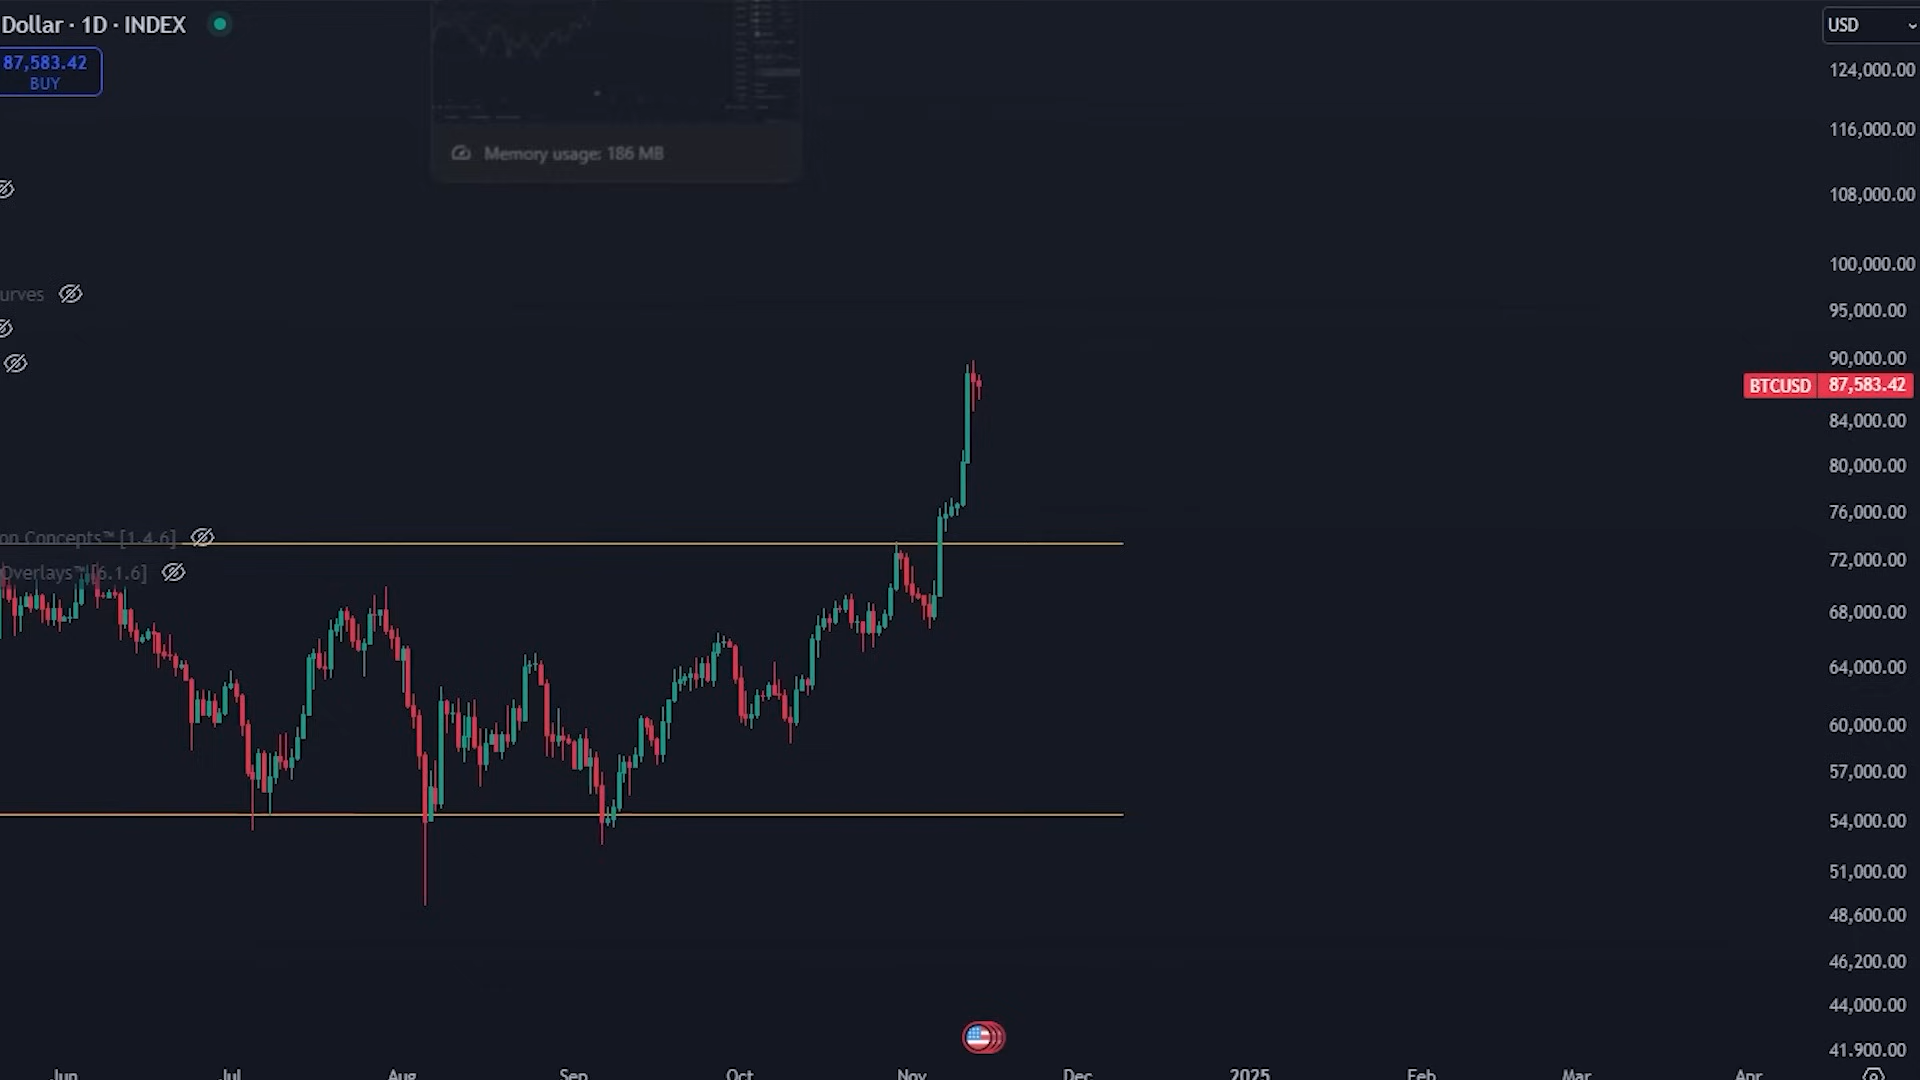 Dollar · 1D · INDEX
USD
87,583.42
BUY
Memory usage: 186 MB
urves
on Concepts™ [1.4.6]
Overlays™ [6.1.6]
124,000.00
116,000.00
108,000.00
100,000.00
95,000.00
90,000.00
BTCUSD 87,583.42
84,000.00
80,000.00
76,000.00
72,000.00
68,000.00
64,000.00
60,000.00
57,000.00
54,000.00
51,000.00
48,600.00
46,200.00
44,000.00
41,900.00
Jun Jul Aug Sep Oct Nov Dec 2025 Feb Mar Apr